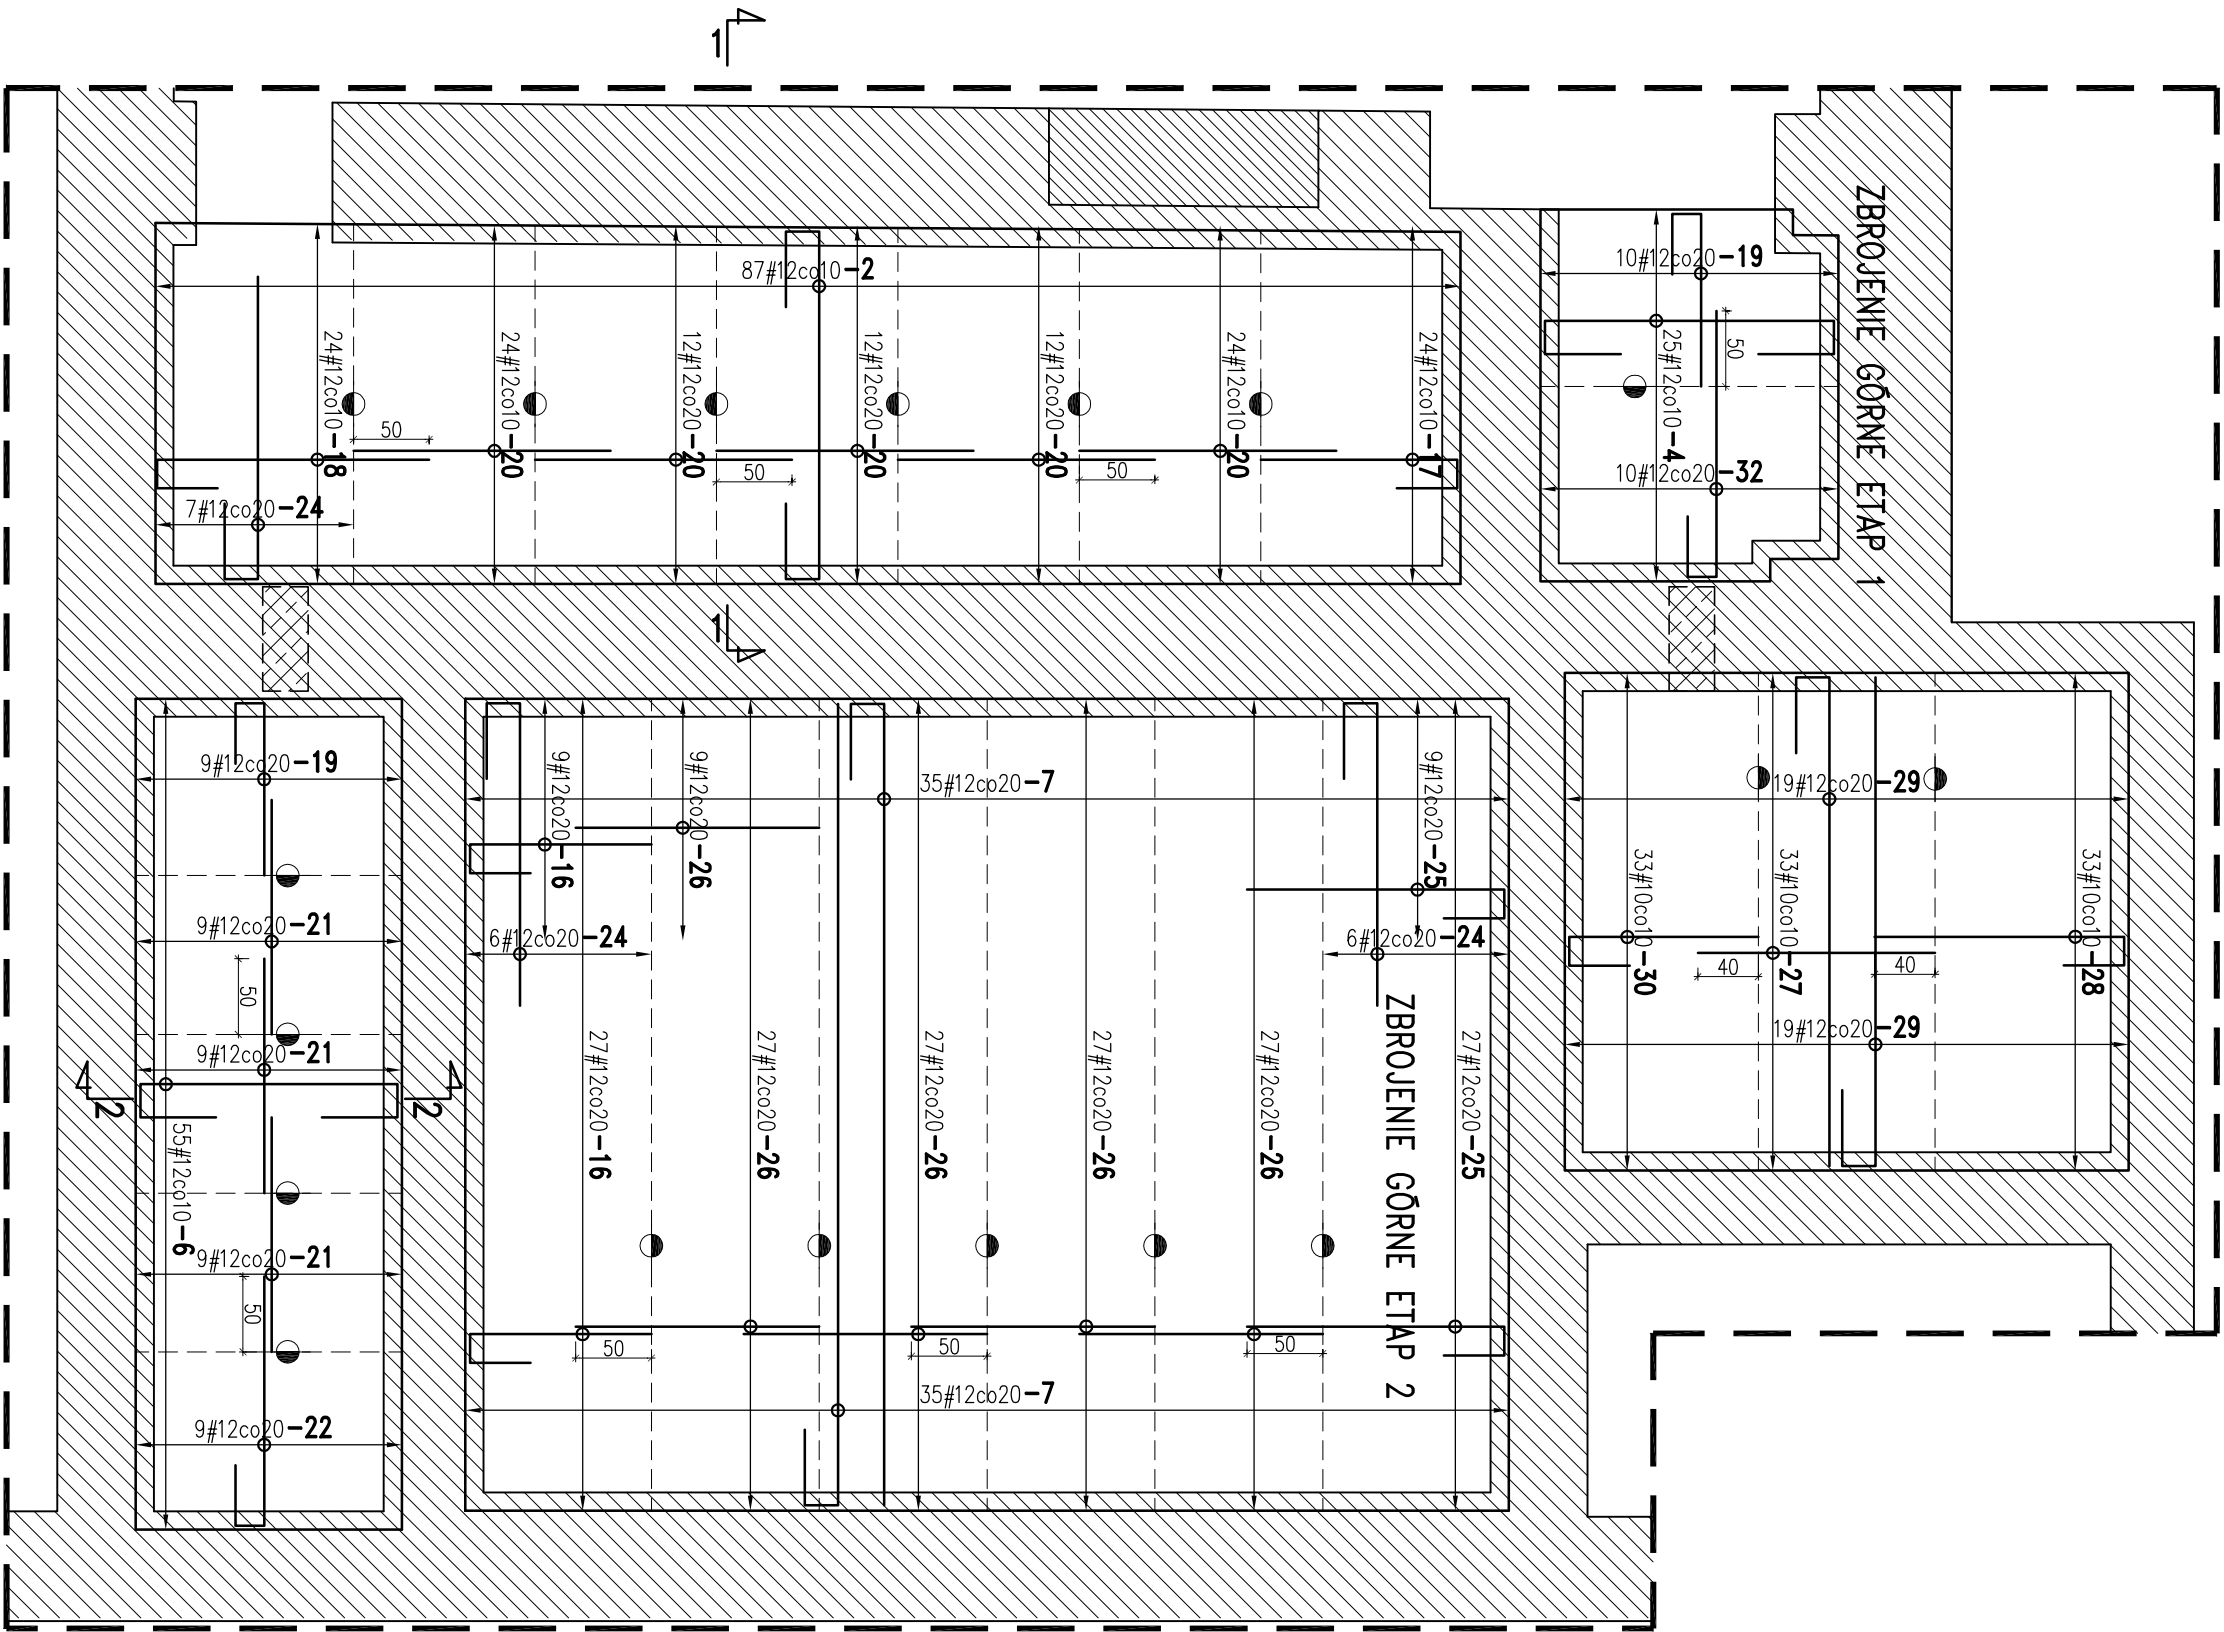 1
ZBROJENIE GÓRNE ETAP 1
87#12co10-2
24#12co10-18
24#12co10-20
12#12co20-20
12#12co20-20
12#12co20-20
24#12co10-20
24#12co10-17
50
50
50
7#12co20-24
10#12co20-19
50
25#12co10-4
10#12co20-32
1
9#12co20-19
9#12co20-21
50
9#12co20-21
2
2
55#12co10-6
9#12co20-21
50
9#12co20-22
9#12co20-16
9#12co20-26
35#12co20-7
9#12co20-25
6#12co20-24
6#12co20-24
ZBROJENIE GÓRNE ETAP 2
27#12co20-16
27#12co20-26
27#12co20-26
27#12co20-26
27#12co20-26
27#12co20-25
50
50
50
35#12co20-7
19#12co20-29
33#10co10-30
33#10co10-27
33#10co10-28
40
40
19#12co20-29